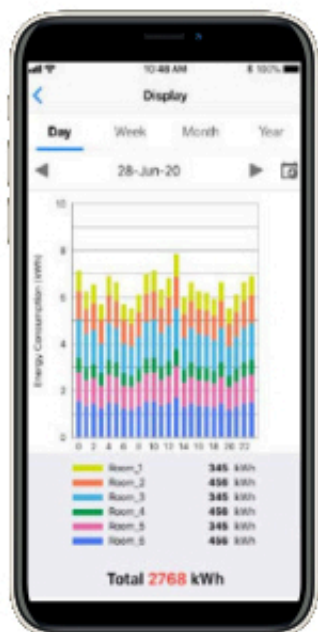 10:48 AM
100%
Display
Day Week Month Year
28-Jun-20
Energy Consumption (kWh)
10
8
6
4
2
0
0 2 4 6 8 10 12 13 14 16 18 20 22
Room_1 345 kWh
Room_2 456 kWh
Room_3 345 kWh
Room_4 456 kWh
Room_5 345 kWh
Room_6 456 kWh
Total 2768 kWh